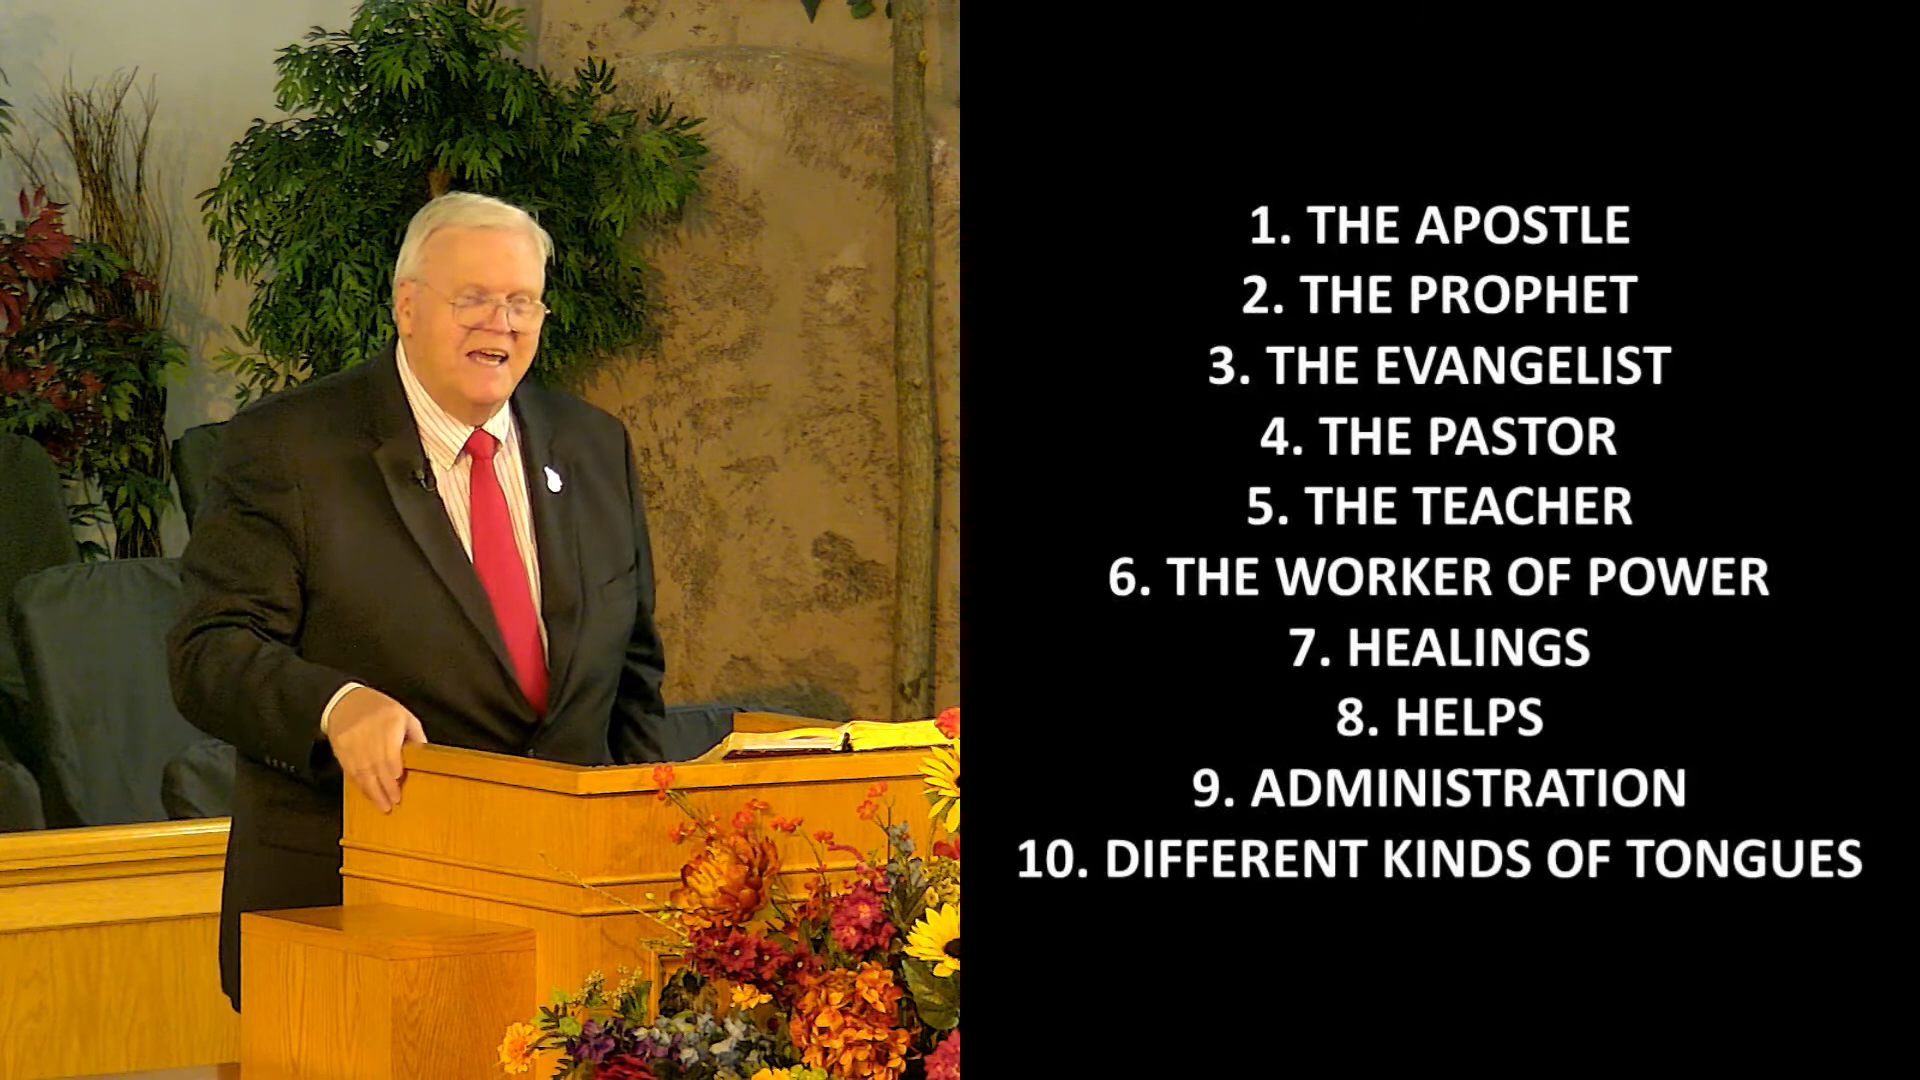 1. THE APOSTLE
2. THE PROPHET
3. THE EVANGELIST
4. THE PASTOR
5. THE TEACHER
6. THE WORKER OF POWER
7. HEALINGS
8. HELPS
9. ADMINISTRATION
10. DIFFERENT KINDS OF TONGUES